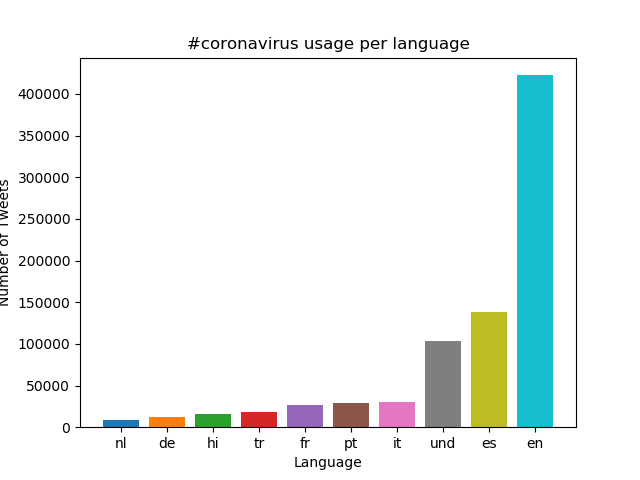 #coronavirus usage per language
400000
350000
300000
250000
200000
150000
100000
50000
0
Number of Tweets
nl de hi tr fr pt it und es en
Language